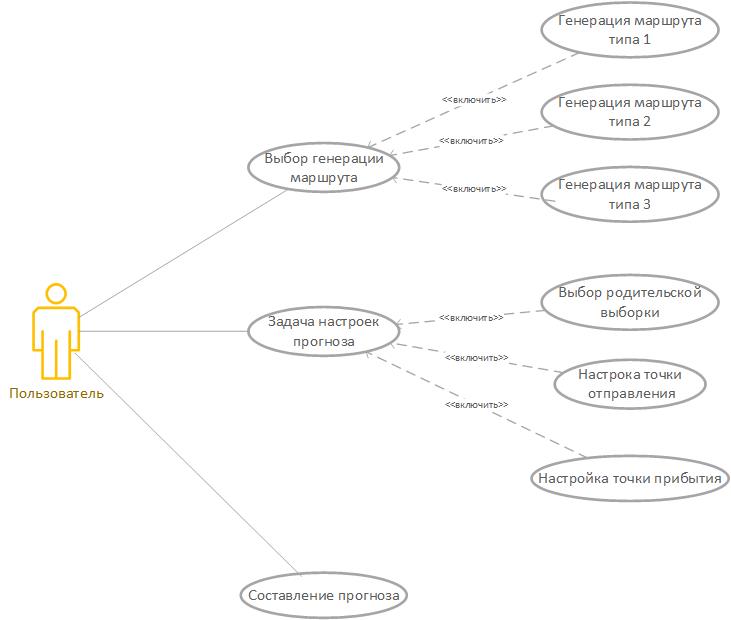 Генерация маршрута
типа 1
<<включить>>
Генерация маршрута
типа 2
<<включить>>
Выбор генерации
маршрута
<<включить>>
Генерация маршрута
типа 3
Выбор родительской
выборки
<<включить>>
Задача настроек
прогноза
<<включить>>
Настрока точки
отправления
<<включить>>
Настройка точки прибытия
Пользователь
Составление прогноза